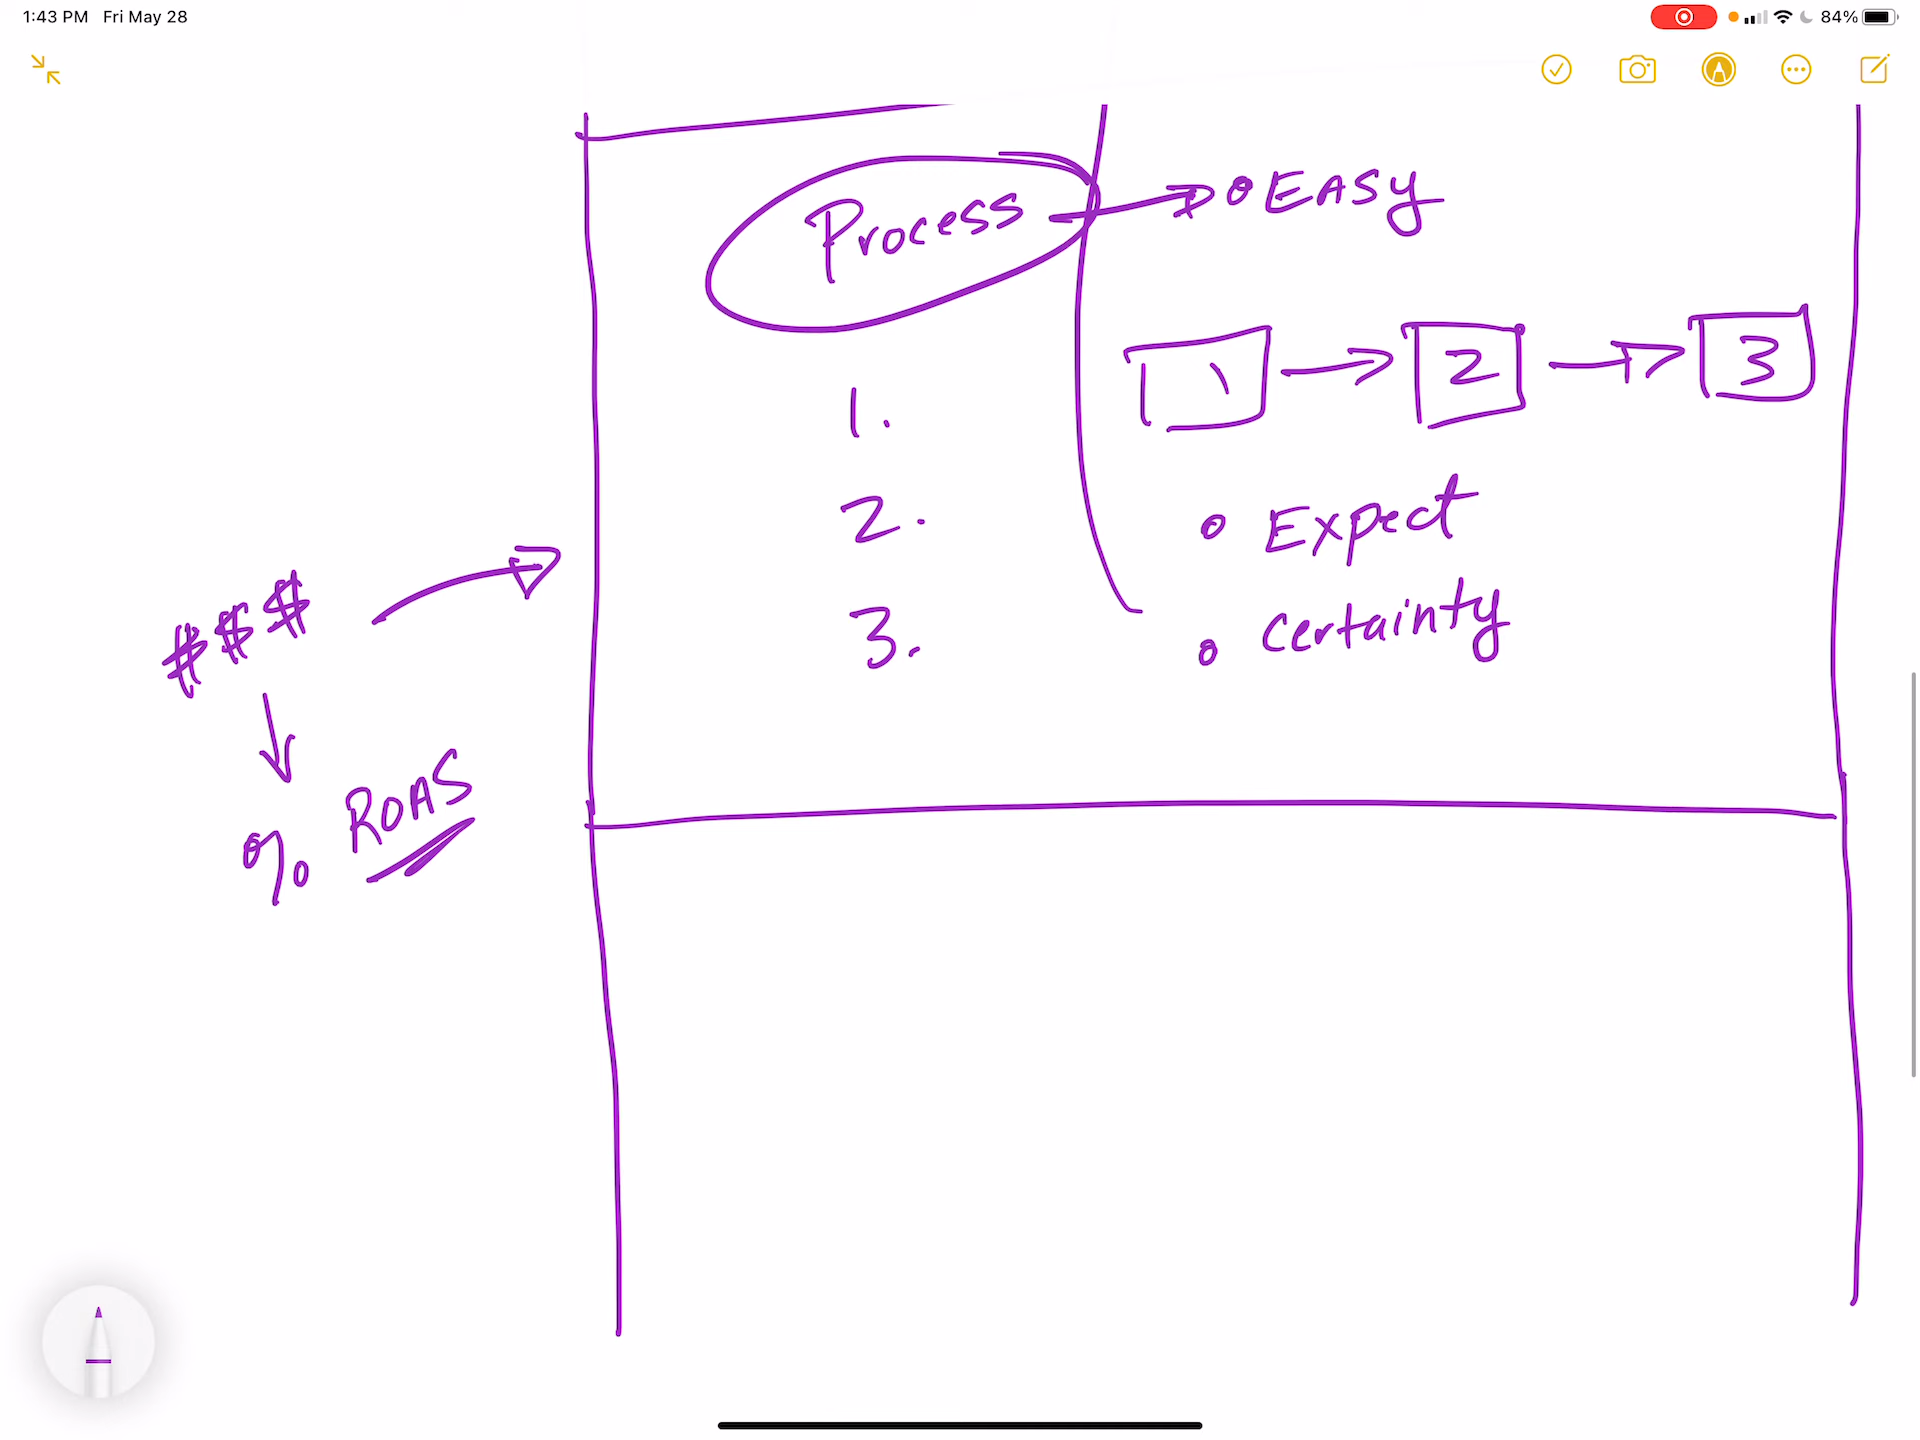 1:43 PM Fri May 28
84%
Process
• EASY
1 → 2 → 3
1.
2.
3.
• Expect
• Certainty
$$$
% ROAS